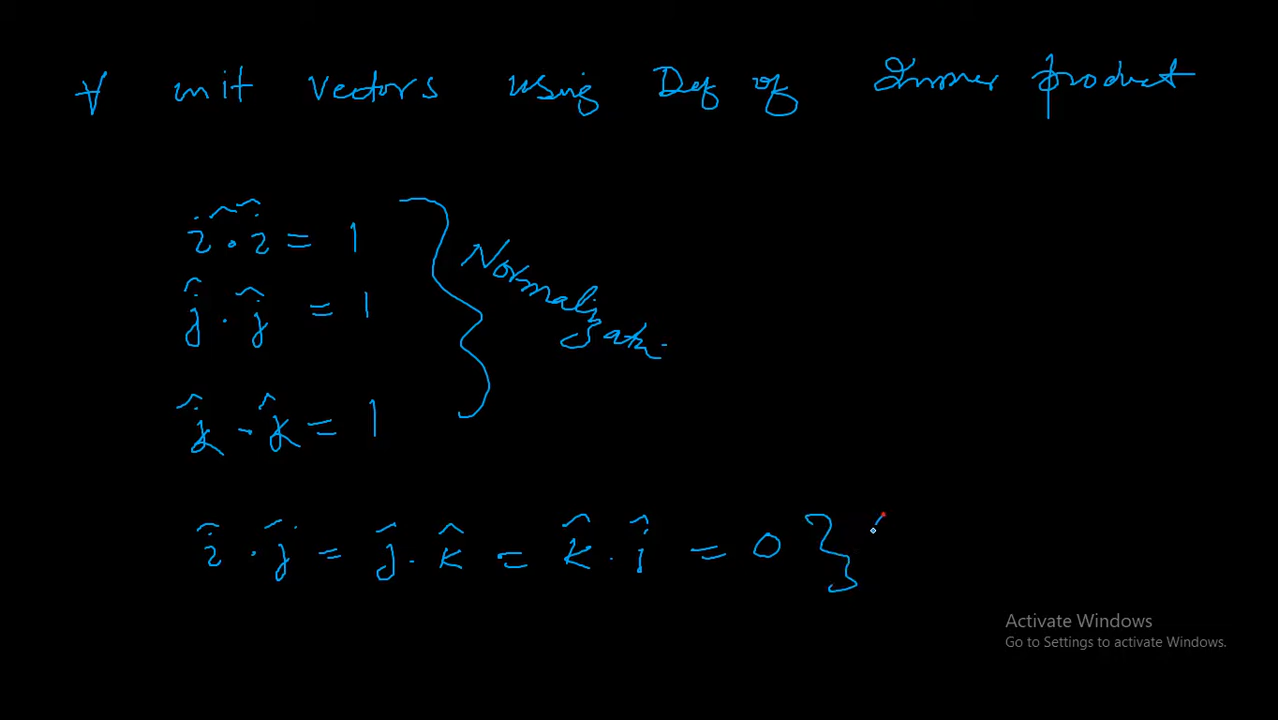 ∀ unit vectors using Def of Inner product
î · î = 1
ĵ · ĵ = 1
Normalization
k̂ · k̂ = 1
î · ĵ = ĵ · k̂ = k̂ · î = 0 }
Activate Windows
Go to Settings to activate Windows.